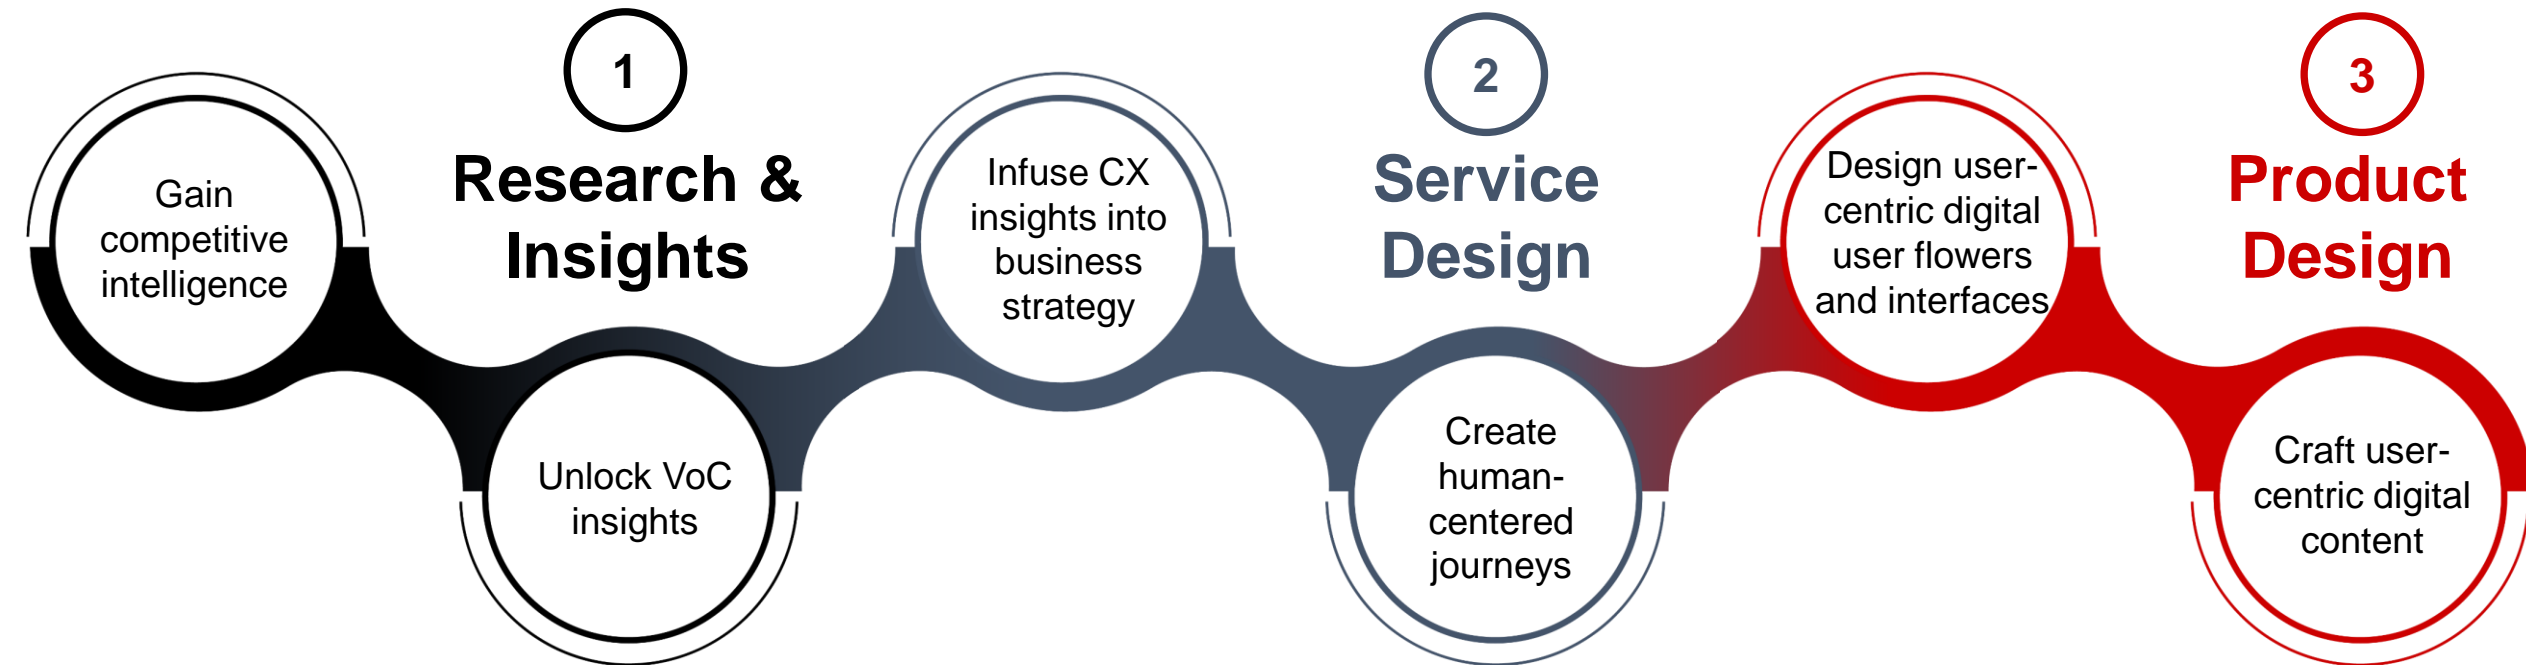 Gain
competitive
intelligence
1
Research &
Insights
Unlock VoC
insights
Infuse CX
insights into
business
strategy
2
Service
Design
Create
human-
centered
journeys
Design user-
centric digital
user flowers
and interfaces
3
Product
Design
Craft user-
centric digital
content